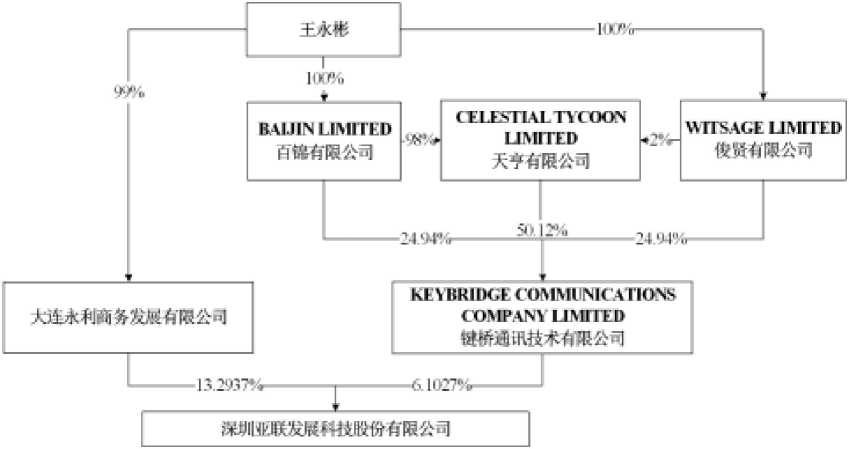 王永彬
100%
100%
99%
BAIJIN LIMITED
百锦有限公司
98%
CELESTIAL TYCOON
LIMITED
天亨有限公司
2%
WITSAGE LIMITED
俊贤有限公司
24.94%
50.12%
24.94%
大连永利商务发展有限公司
KEYBRIDGE COMMUNICATIONS
COMPANY LIMITED
键桥通讯技术有限公司
13.2937%
6.1027%
深圳亚联发展科技股份有限公司